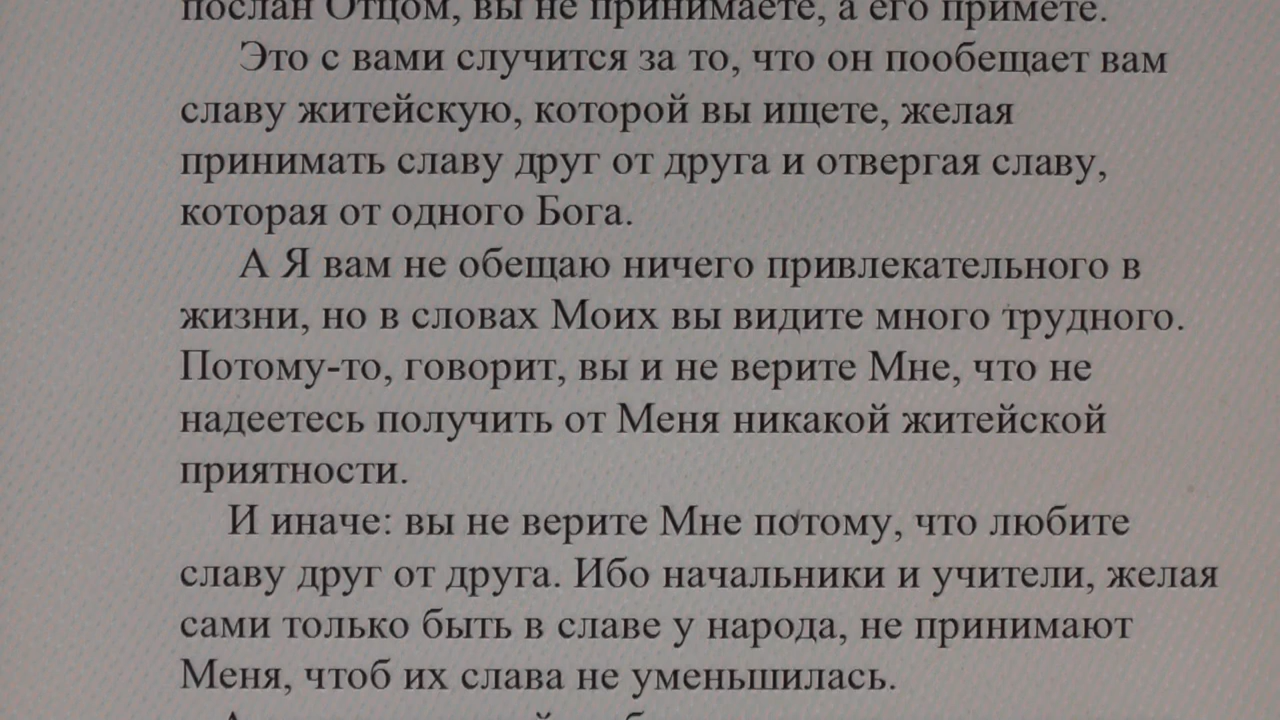 послан Отцом, вы не принимаете, а его примете.
Это с вами случится за то, что он пообещает вам
славу житейскую, которой вы ищете, желая
принимать славу друг от друга и отвергая славу,
которая от одного Бога.
А Я вам не обещаю ничего привлекательного в
жизни, но в словах Моих вы видите много трудного.
Потому-то, говорит, вы и не верите Мне, что не
надеетесь получить от Меня никакой житейской
приятности.
И иначе: вы не верите Мне потому, что любите
славу друг от друга. Ибо начальники и учители, желая
сами только быть в славе у народа, не принимают
Меня, чтоб их слава не уменьшилась.